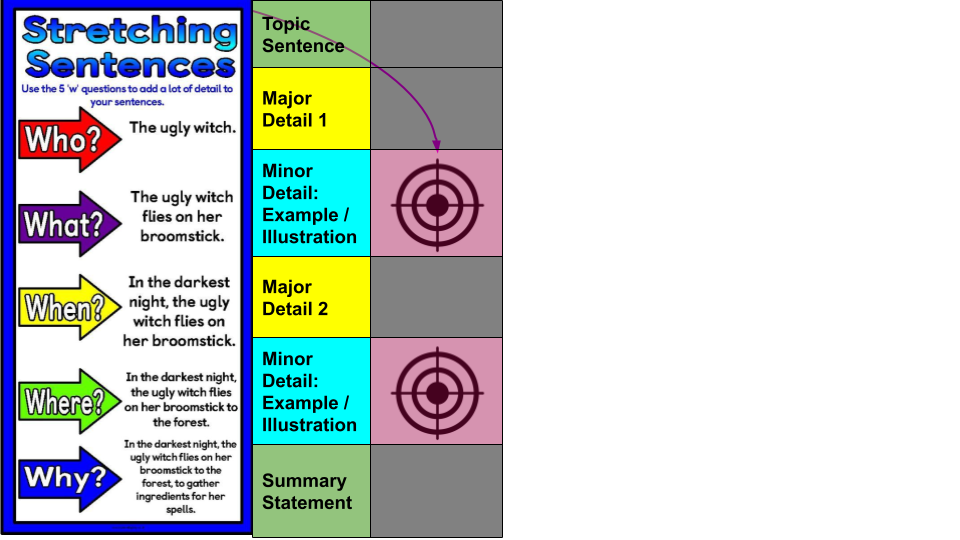 Stretching
Sentences
Use the 5 'w' questions to add a lot of detail to
your sentences.
Who?
The ugly witch.
What?
The ugly witch
flies on her
broomstick.
When?
In the darkest
night, the ugly
witch flies on
her broomstick.
Where?
In the darkest night,
the ugly witch flies
on her broomstick to
the forest.
Why?
In the darkest night, the
ugly witch flies on her
broomstick to the
forest, to gather
ingredients for her
spells.
Topic
Sentence
Major
Detail 1
Minor
Detail:
Example /
Illustration
Major
Detail 2
Minor
Detail:
Example /
Illustration
Summary
Statement